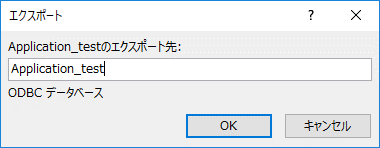 エクスポート
Application_testのエクスポート先:
Application_test
ODBC データベース
OK
キャンセル